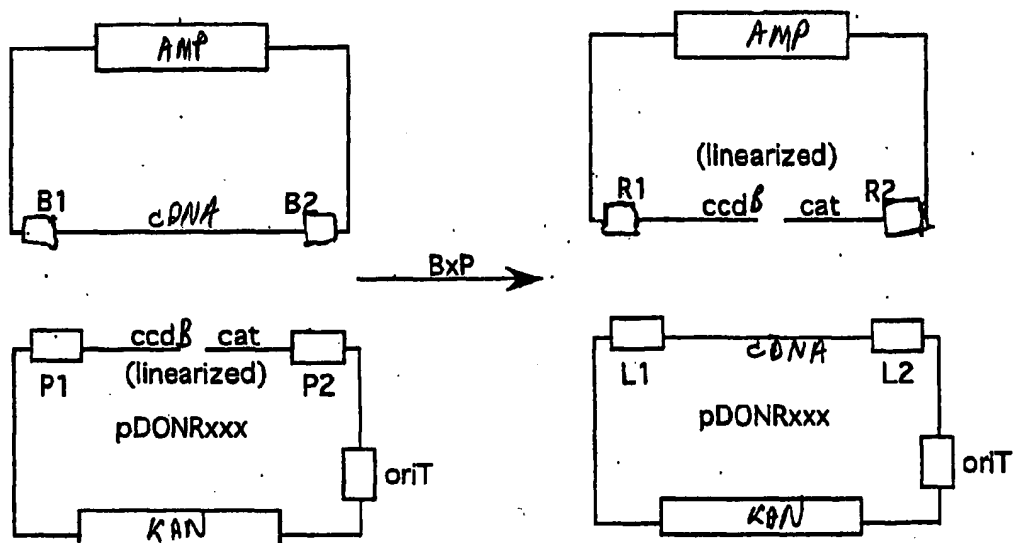 AMP
B1
cDNA
B2
BxP
P1
ccdB
cat
(linearized)
P2
pDONRxxx
oriT
KAN
AMP
(linearized)
R1
ccdB
cat
R2
L1
cDNA
L2
pDONRxxx
oriT
KAN